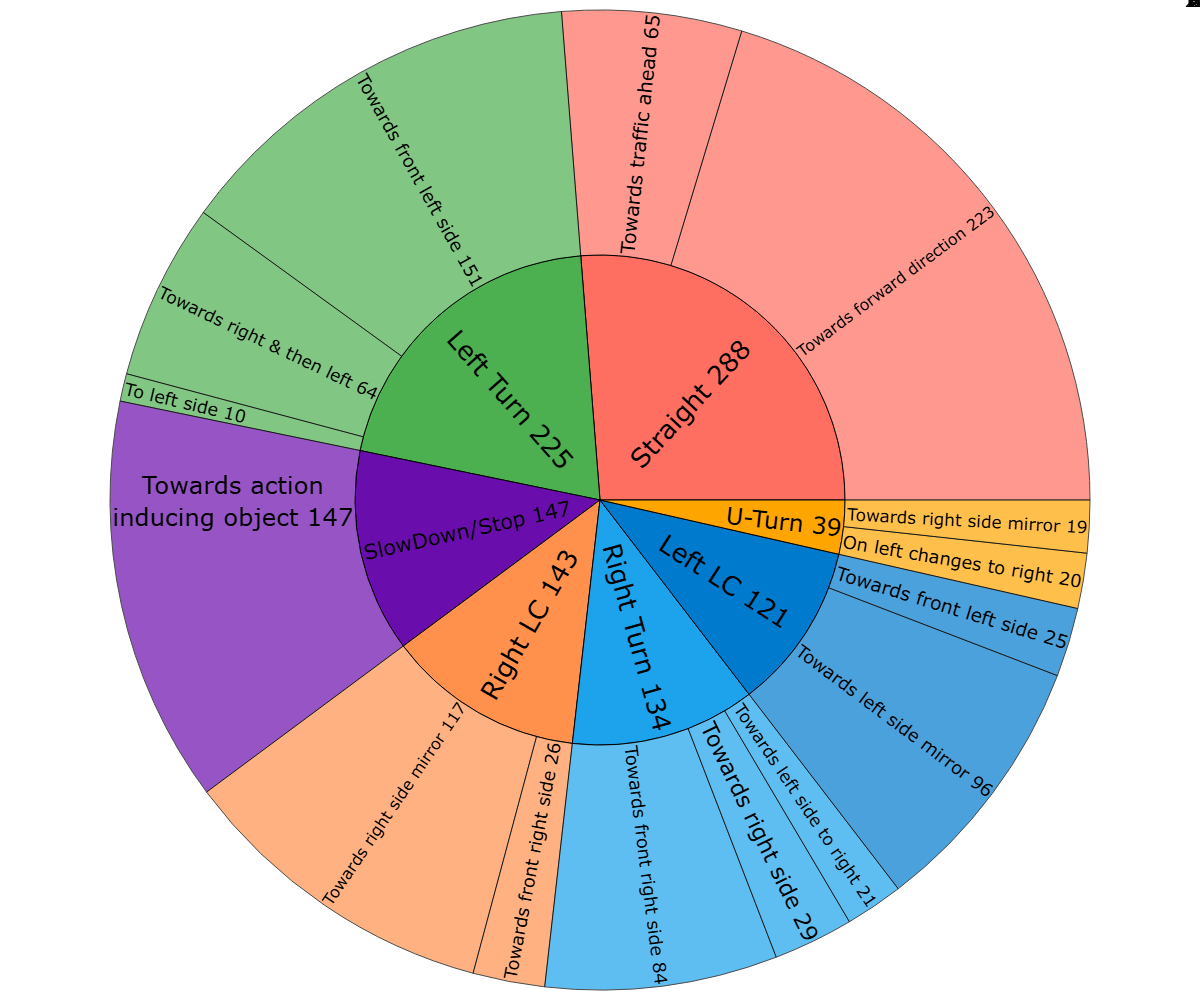 Straight 288
Towards forward direction 223
Towards traffic ahead 65
Left Turn 225
Towards front left side 151
Towards right & then left 64
To left side 10
SlowDown/Stop 147
Towards action
inducing object 147
Right LC 143
Towards right side mirror 117
Towards front right side 26
Right Turn 134
Towards front right side 84
Towards right side 29
Towards left side to right 21
Left LC 121
Towards left side mirror 96
Towards front left side 25
U-Turn 39
On left changes to right 20
Towards right side mirror 19